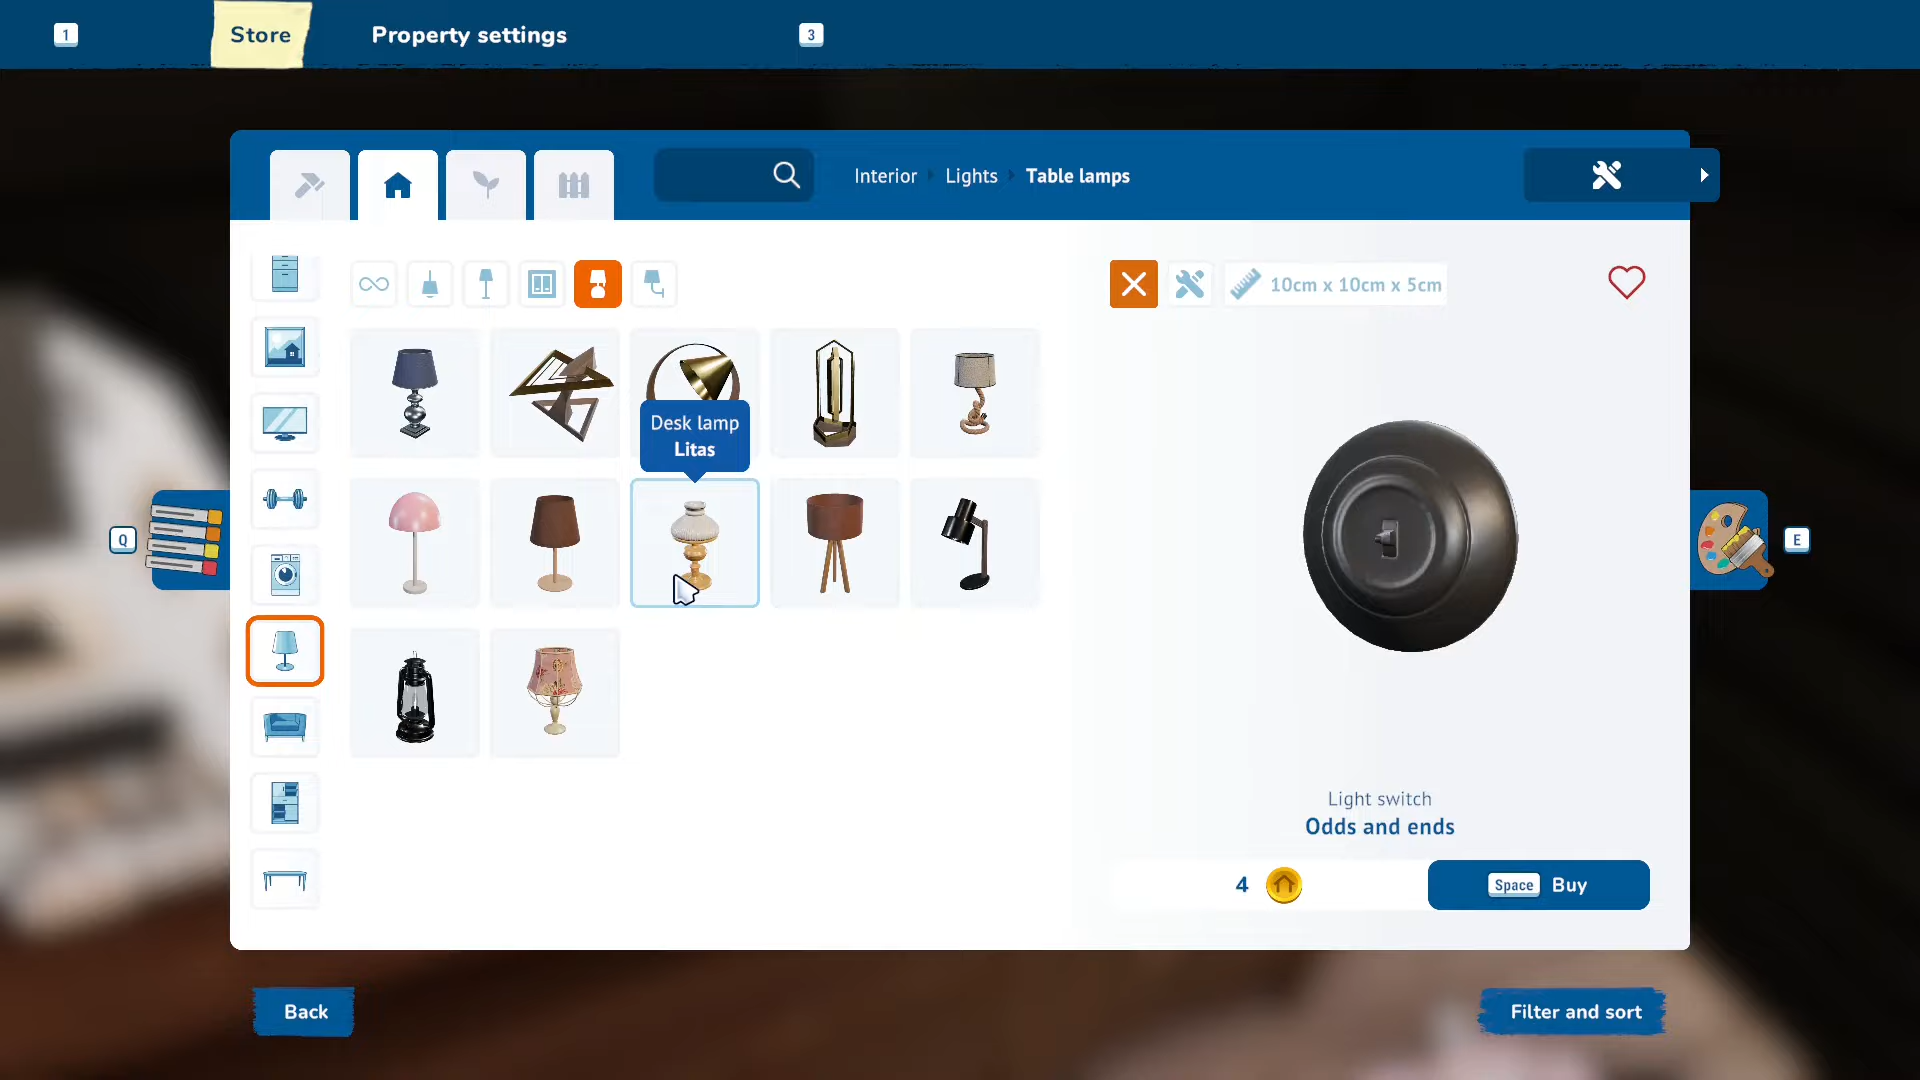 1
Store
Property settings
3
Interior
Lights
Table lamps
10cm x 10cm x 5cm
Desk lamp
Litas
Q
E
Light switch
Odds and ends
4
Space Buy
Back
Filter and sort